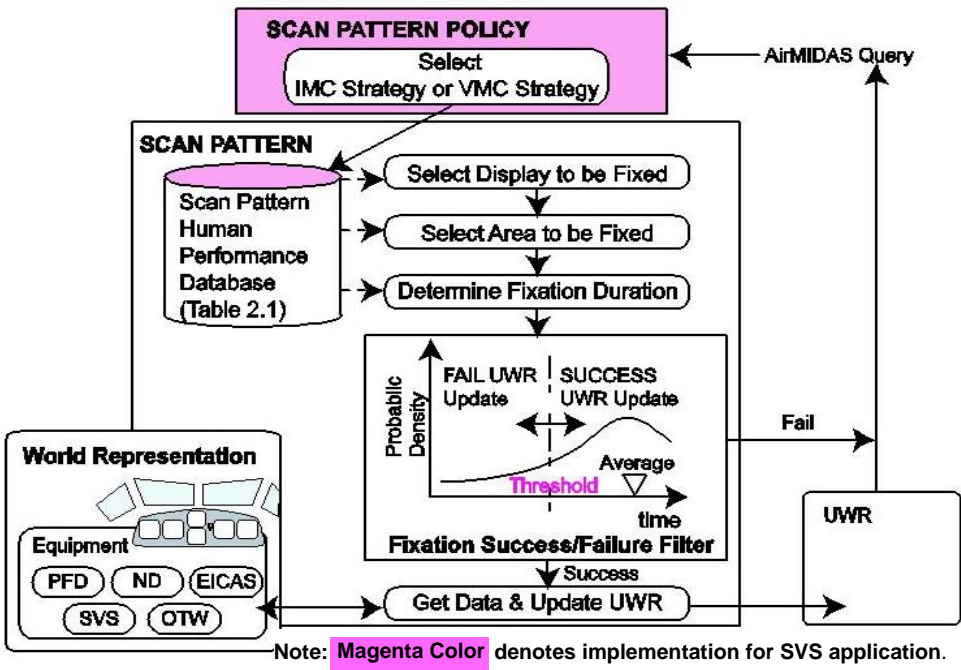 SCAN PATTERN POLICY
Select
IMC Strategy or VMC Strategy
AirMIDAS Query
SCAN PATTERN
Scan Pattern
Human
Performance
Database
(Table 2.1)
Select Display to be Fixed
Select Area to be Fixed
Determine Fixation Duration
Probablic
Density
FAIL UWR
Update
SUCCESS
UWR Update
Threshold
Average
time
Fixation Success/Failure Filter
Fail
Success
Get Data & Update UWR
UWR
World Representation
Equipment
PFD
ND
EICAS
SVS
OTW
Note: Magenta Color denotes implementation for SVS application.